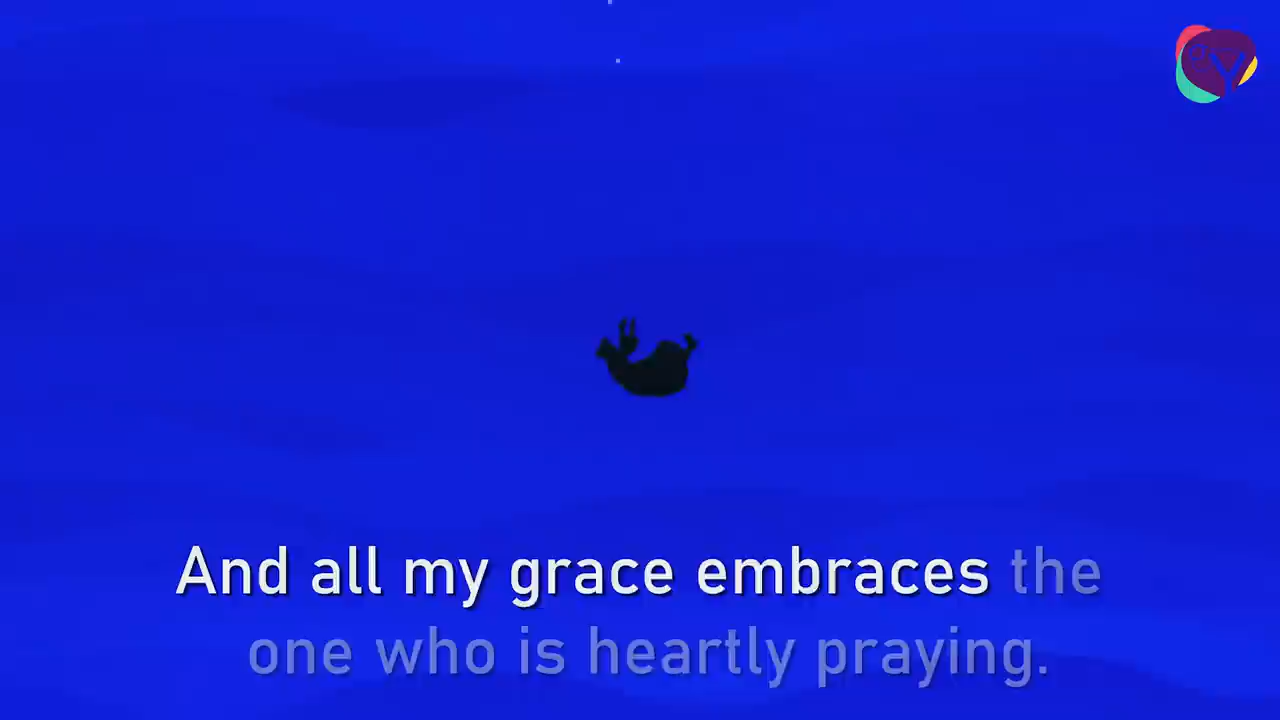 And all my grace embraces the
one who is heartly praying.